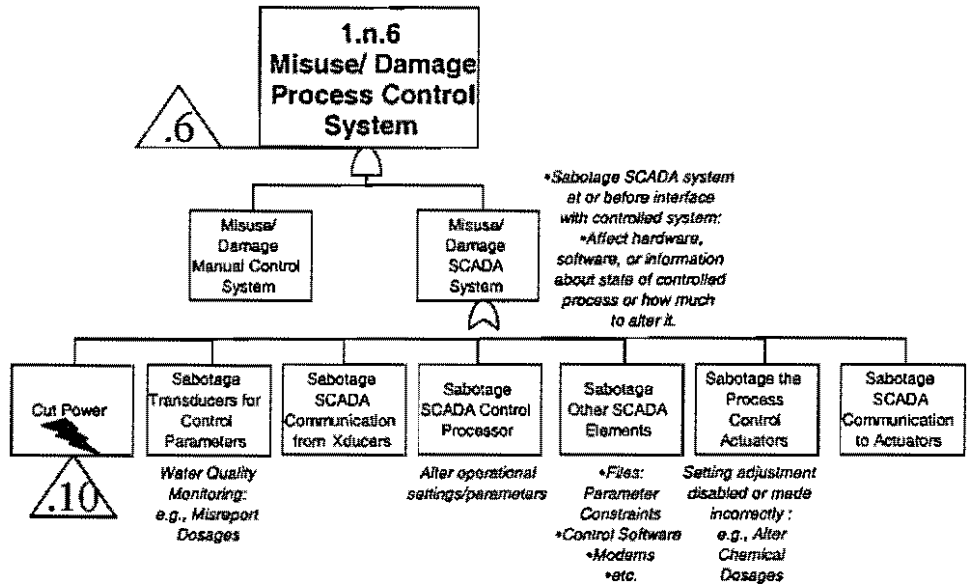 1.n.6
Misuse/ Damage
Process Control
System
.6
Misuse/
Damage
Manual Control
System
Misuse/
Damage
SCADA
System
•Sabotage SCADA system
at or before interface
with controlled system:
•Affect hardware,
software, or information
about state of controlled
process or how much
to alter it.
Cut Power
.10
Sabotage
Transducers for
Control
Parameters
Water Quality
Monitoring:
e.g., Misreport
Dosages
Sabotage
SCADA
Communication
from Xducers
Sabotage
SCADA Control
Processor
Alter operational
settings/parameters
Sabotage
Other SCADA
Elements
•Files:
Parameter
Constraints
•Control Software
•Modems
•etc.
Sabotage the
Process
Control
Actuators
Setting adjustment
disabled or made
incorrectly :
e.g., Alter
Chemical
Dosages
Sabotage
SCADA
Communication
to Actuators